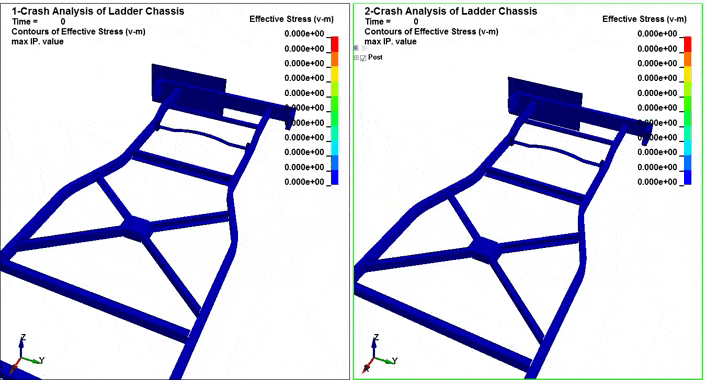 1-Crash Analysis of Ladder Chassis
Time = 0
Contours of Effective Stress (v-m)
max IP. value
Effective Stress (v-m)
0.000e+00
0.000e+00
0.000e+00
0.000e+00
0.000e+00
0.000e+00
0.000e+00
0.000e+00
0.000e+00
0.000e+00
0.000e+00
Z
Y
X
2-Crash Analysis of Ladder Chassis
Time = 0
Contours of Effective Stress (v-m)
max IP. value
Post
Effective Stress (v-m)
0.000e+00
0.000e+00
0.000e+00
0.000e+00
0.000e+00
0.000e+00
0.000e+00
0.000e+00
0.000e+00
0.000e+00
0.000e+00
Z
Y
X